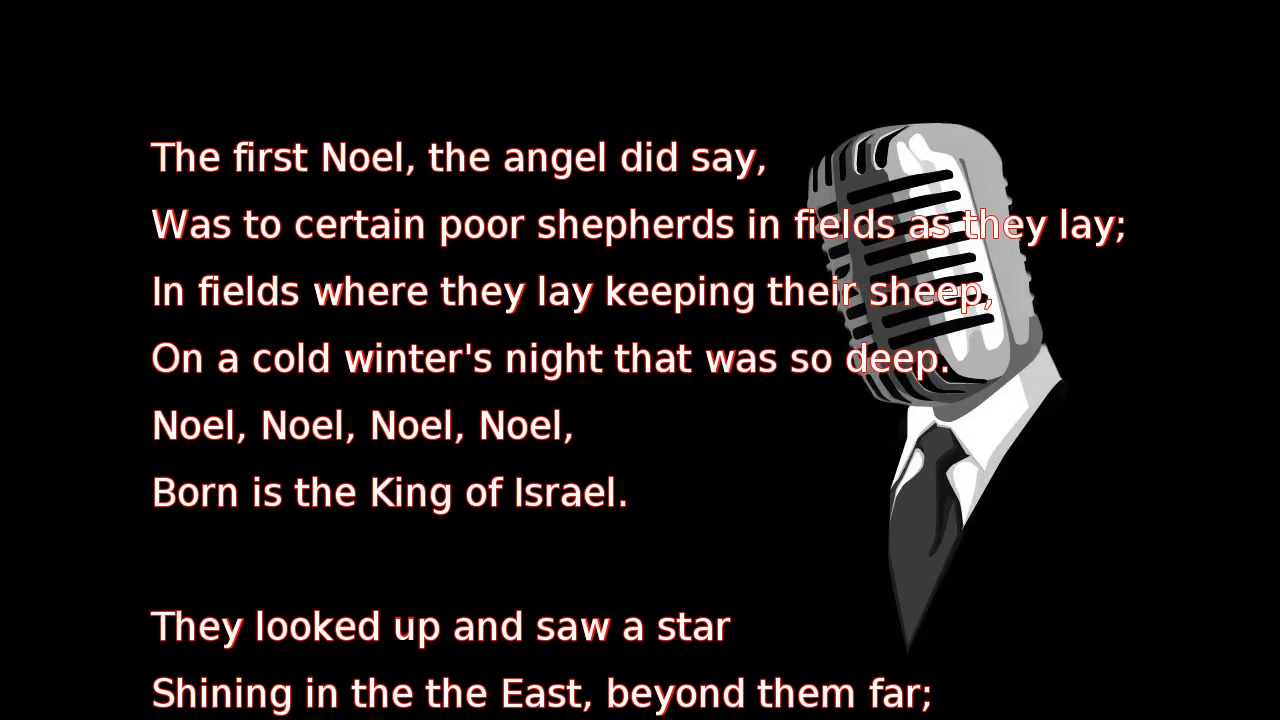 The first Noel, the angel did say,
Was to certain poor shepherds in fields as they lay;
In fields where they lay keeping their sheep,
On a cold winter's night that was so deep.
Noel, Noel, Noel, Noel,
Born is the King of Israel.
They looked up and saw a star
Shining in the the East, beyond them far;